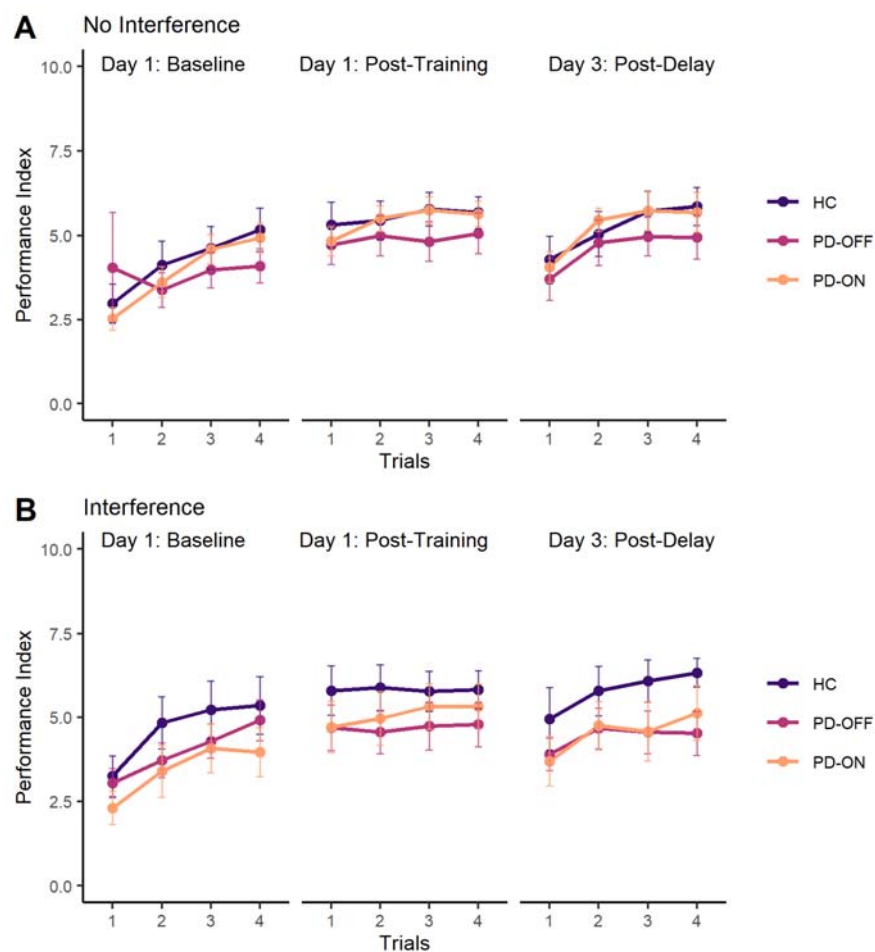 A No Interference
Day 1: Baseline Day 1: Post-Training Day 3: Post-Delay
10.0
7.5
5.0
2.5
0.0
Performance Index
1 2 3 4 1 2 3 4 1 2 3 4
Trials
HC
PD-OFF
PD-ON
B Interference
Day 1: Baseline Day 1: Post-Training Day 3: Post-Delay
10.0
7.5
5.0
2.5
0.0
Performance Index
1 2 3 4 1 2 3 4 1 2 3 4
Trials
HC
PD-OFF
PD-ON